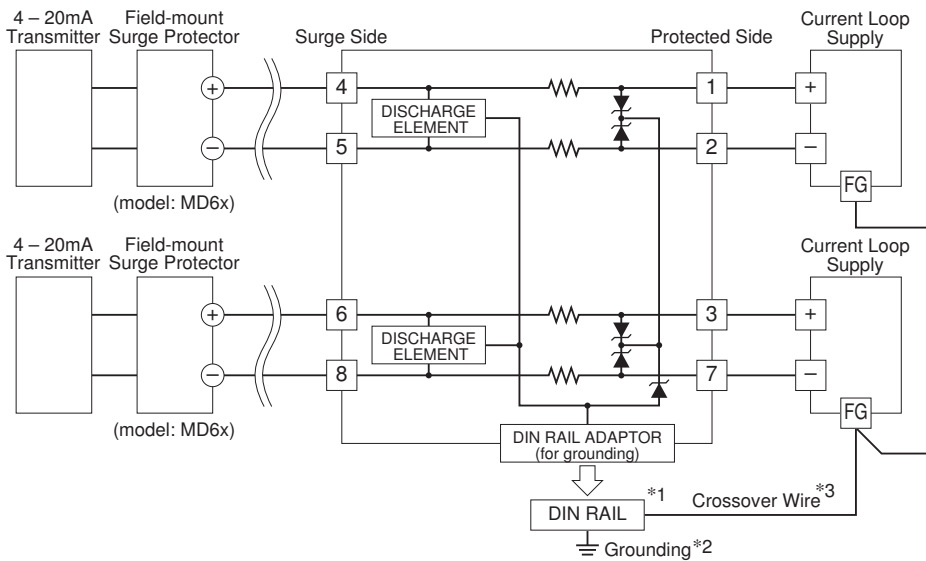 4 – 20mA
Transmitter
Field-mount
Surge Protector
Surge Side
Protected Side
Current Loop
Supply
+
4
1
+
DISCHARGE
ELEMENT
–
5
2
–
FG
(model: MD6x)
4 – 20mA
Transmitter
Field-mount
Surge Protector
Current Loop
Supply
+
6
3
+
DISCHARGE
ELEMENT
–
8
7
–
FG
(model: MD6x)
DIN RAIL ADAPTOR
(for grounding)
DIN RAIL
*1
Crossover Wire*3
Grounding*2